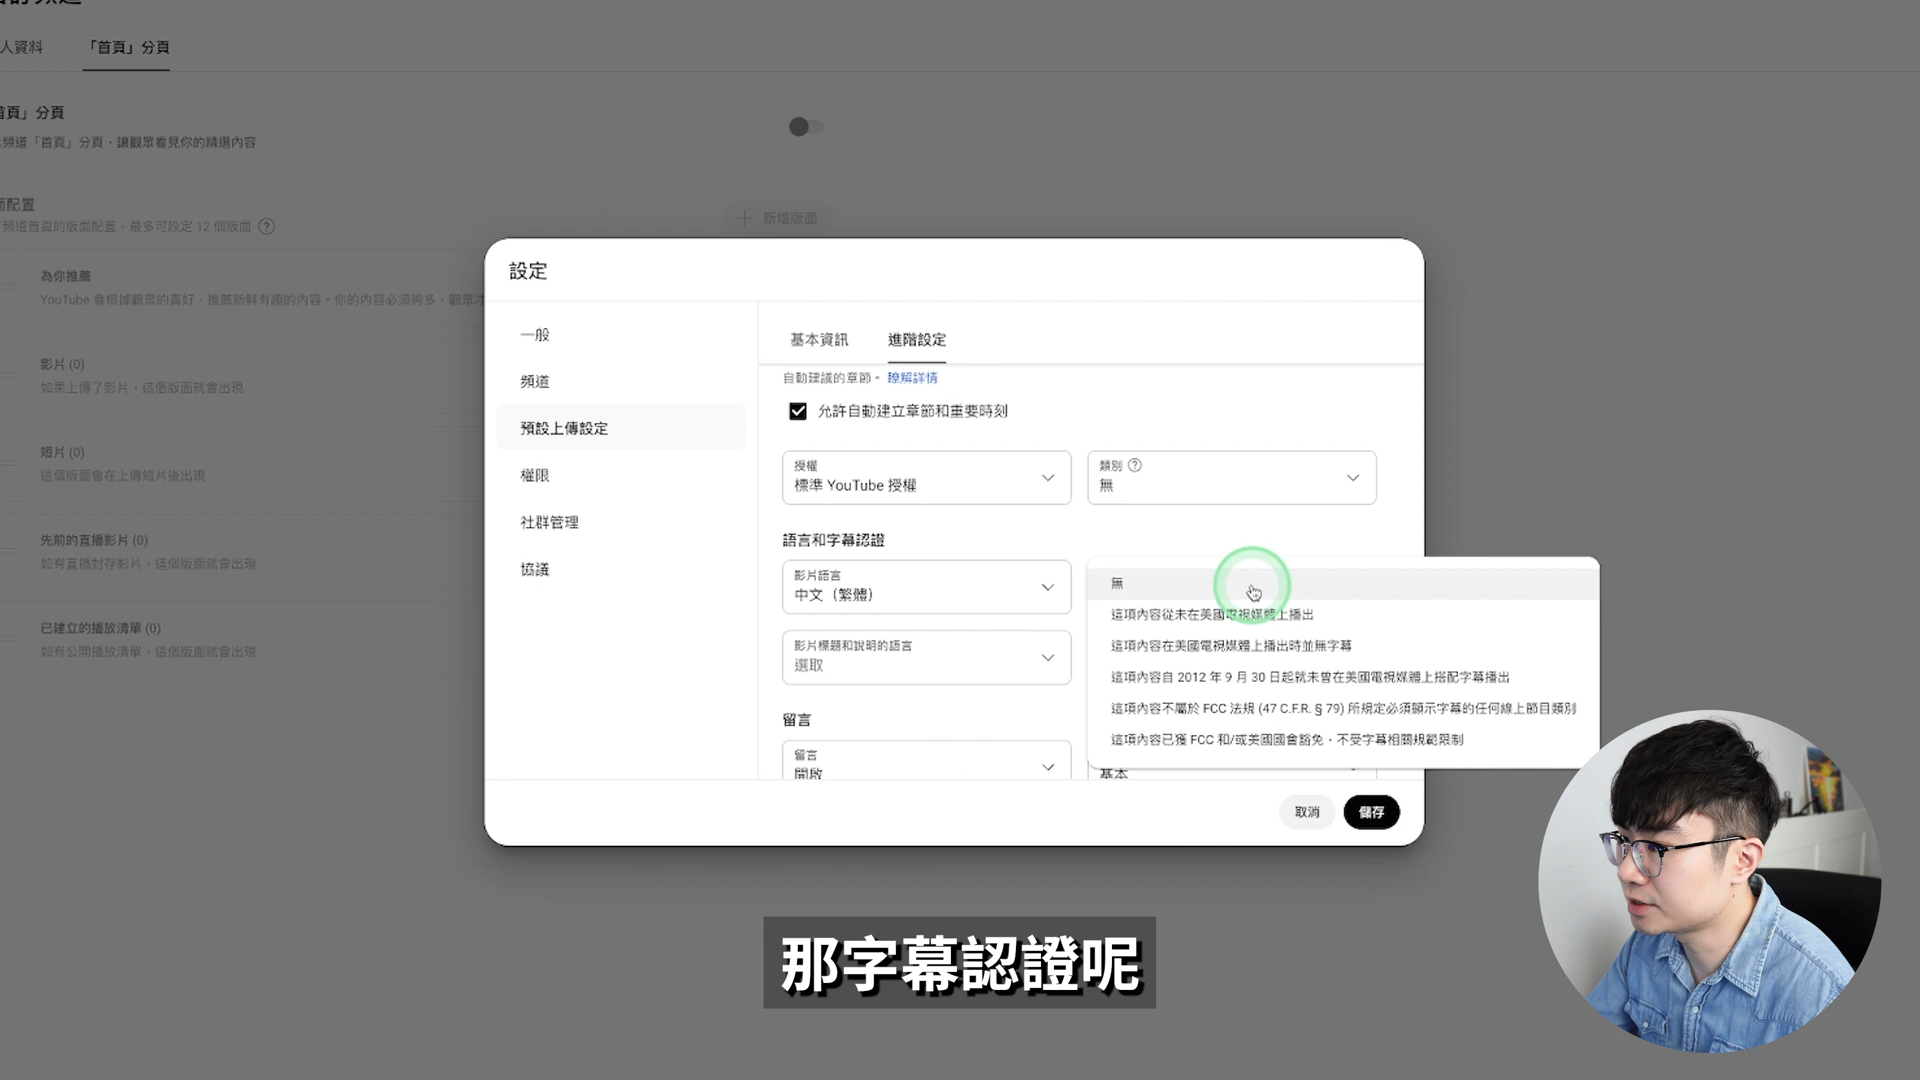 人資料
「首頁」分頁
首頁」分頁
頻道「首頁」分頁，讓觀眾看見你的精選內容
面配置
頻道首頁的版面配置，最多可設定 12 個版面
新增版面
為你推薦
YouTube 會根據觀眾的喜好，推薦新鮮有趣的內容。你的內容必須夠多，觀眾才
影片 (0)
如果上傳了影片，這個版面就會出現
短片 (0)
這個版面會在上傳短片後出現
先前的直播影片 (0)
如有直播封存影片，這個版面就會出現
已建立的播放清單 (0)
如有公開播放清單，這個版面就會出現
設定
一般
頻道
預設上傳設定
權限
社群管理
協議
基本資訊
進階設定
自動建議的章節。瞭解詳情
允許自動建立章節和重要時刻
授權
標準 YouTube 授權
類別
無
語言和字幕認證
影片語言
中文（繁體）
影片標題和說明的語言
選取
無
這項內容從未在美國電視媒體上播出
這項內容在美國電視媒體上播出時並無字幕
這項內容自 2012 年 9 月 30 日起就未曾在美國電視媒體上搭配字幕播出
這項內容不屬於 FCC 法規 (47 C.F.R. § 79) 所規定必須顯示字幕的任何線上節目類別
這項內容已獲 FCC 和/或美國國會豁免，不受字幕相關規範限制
留言
留言
開啟
基本
取消
儲存
那字幕認證呢